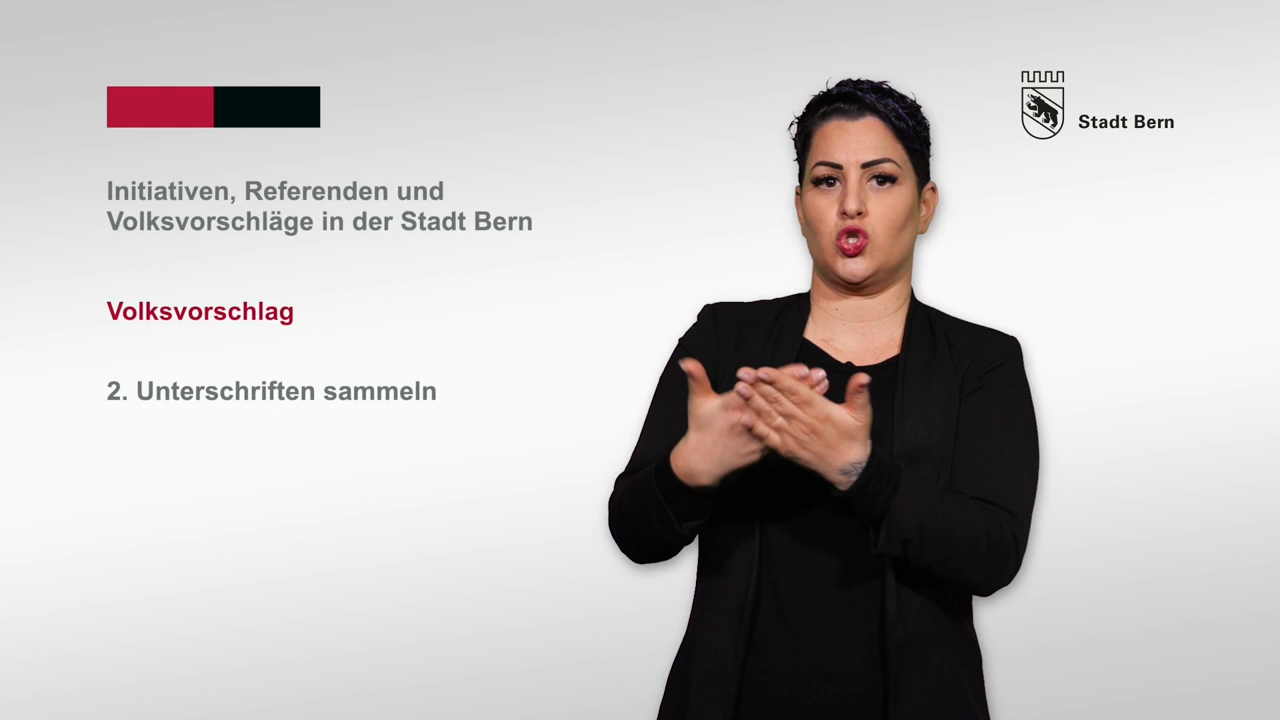 Stadt Bern
Initiativen, Referenden und
Volksvorschläge in der Stadt Bern
Volksvorschlag
2. Unterschriften sammeln